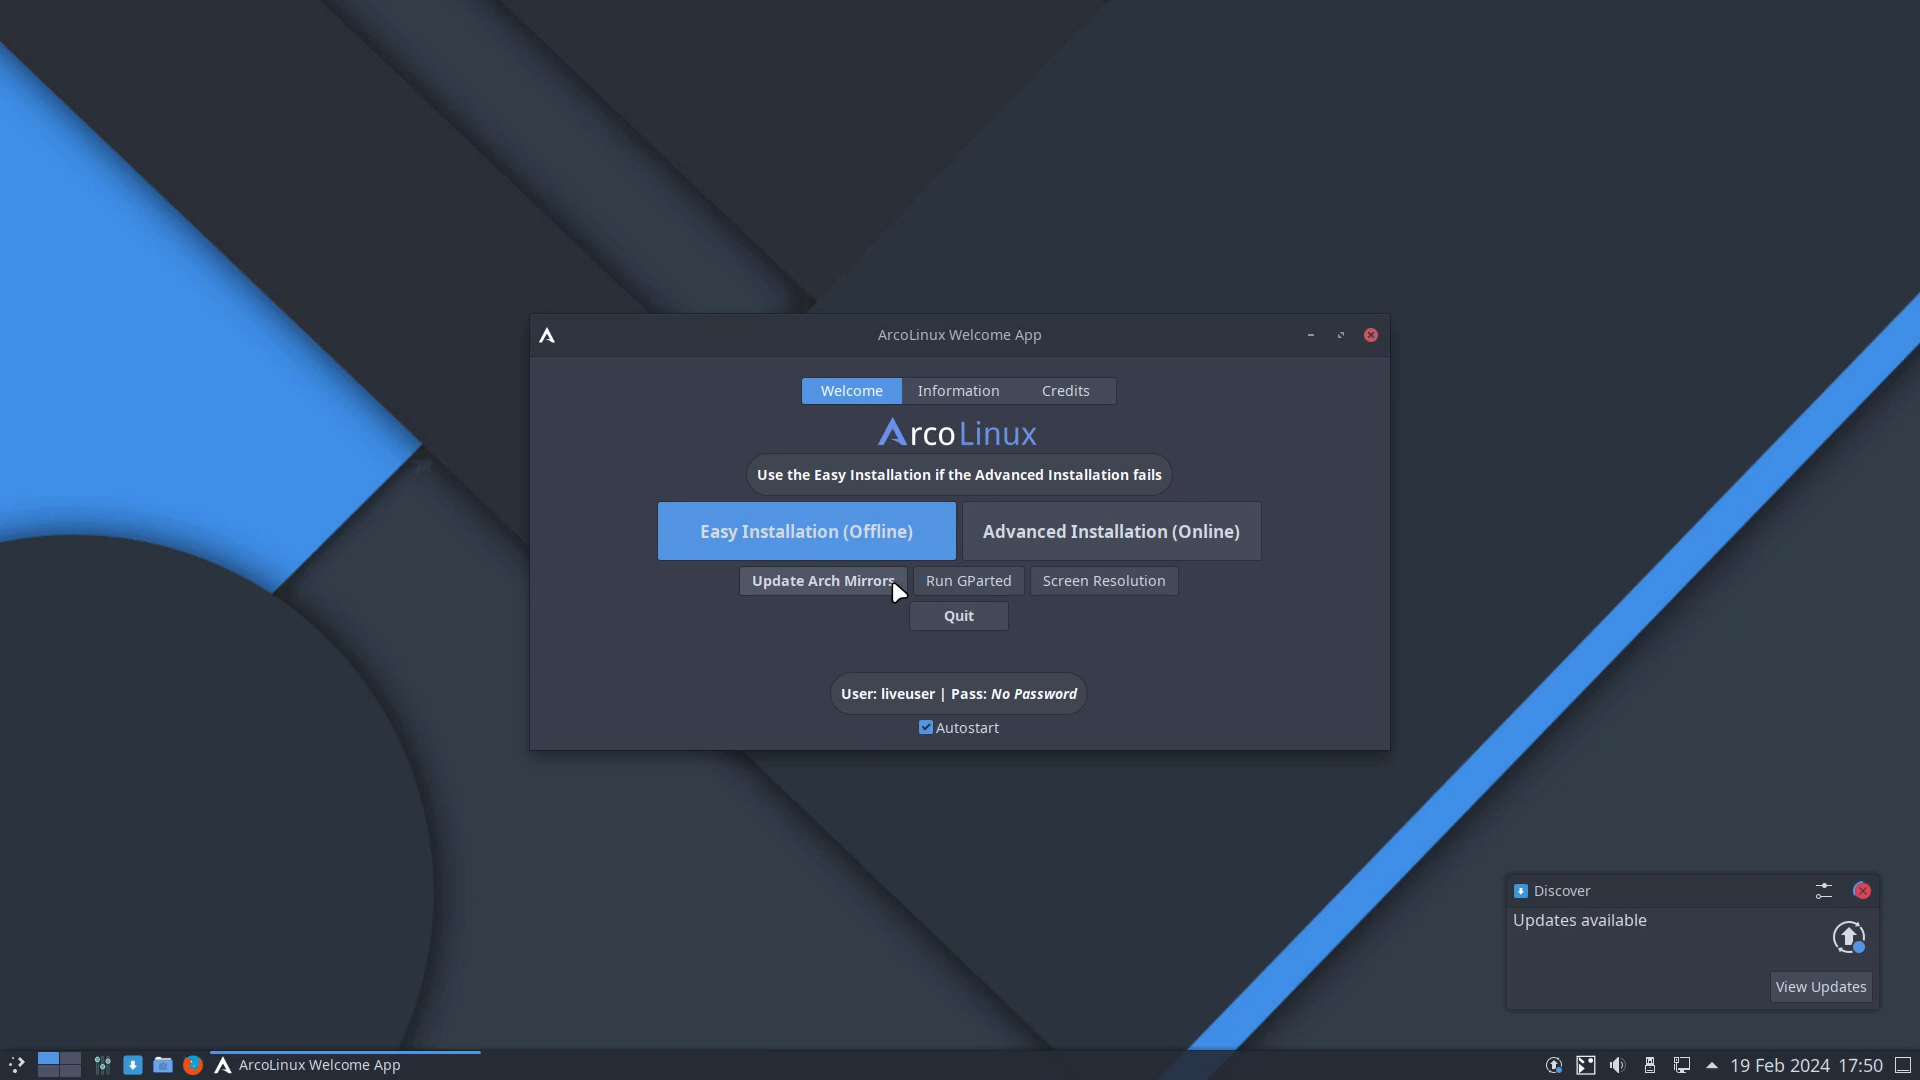 ArcoLinux Welcome App
Welcome Information Credits
ArcoLinux
Use the Easy Installation if the Advanced Installation fails
Easy Installation (Offline) Advanced Installation (Online)
Update Arch Mirrors Run GParted Screen Resolution
Quit
User: liveuser | Pass: No Password
Autostart
Discover
Updates available
View Updates
ArcoLinux Welcome App
19 Feb 2024 17:50